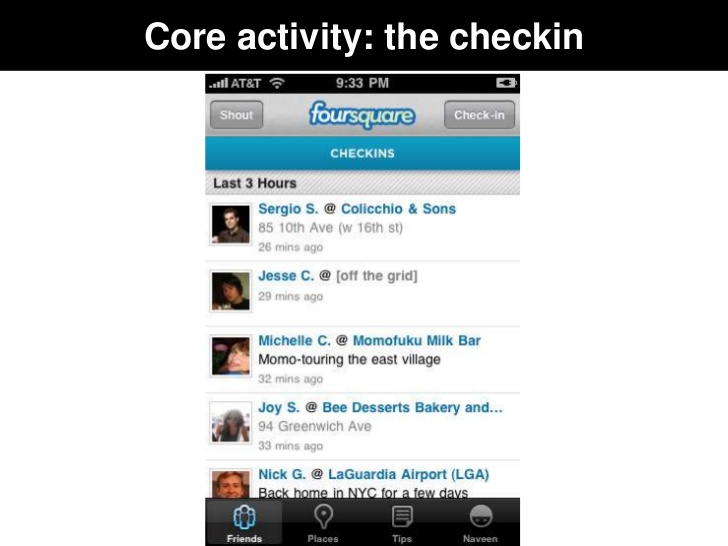 Core activity: the checkin
AT&T 9:33 PM
Shout foursquare Check-in
CHECKINS
Last 3 Hours
Sergio S. @ Colicchio & Sons
85 10th Ave (w 16th st)
26 mins ago
Jesse C. @ [off the grid]
29 mins ago
Michelle C. @ Momofuku Milk Bar
Momo-touring the east village
32 mins ago
Joy S. @ Bee Desserts Bakery and...
94 Greenwich Ave
33 mins ago
Nick G. @ LaGuardia Airport (LGA)
Back home in NYC for a few days
Friends Places Tips Naveen